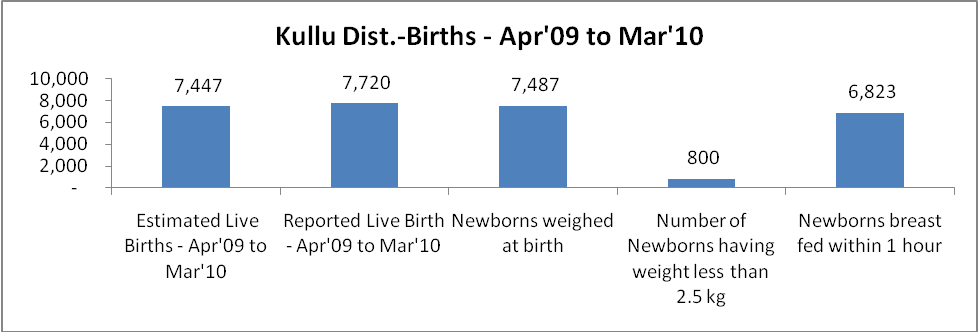 Kullu Dist.-Births - Apr'09 to Mar'10
10,000
8,000
6,000
4,000
2,000
-
7,447
7,720
7,487
800
6,823
Estimated Live
Births - Apr'09 to
Mar'10
Reported Live Birth
- Apr'09 to Mar'10
Newborns weighed
at birth
Number of
Newborns having
weight less than
2.5 kg
Newborns breast
fed within 1 hour